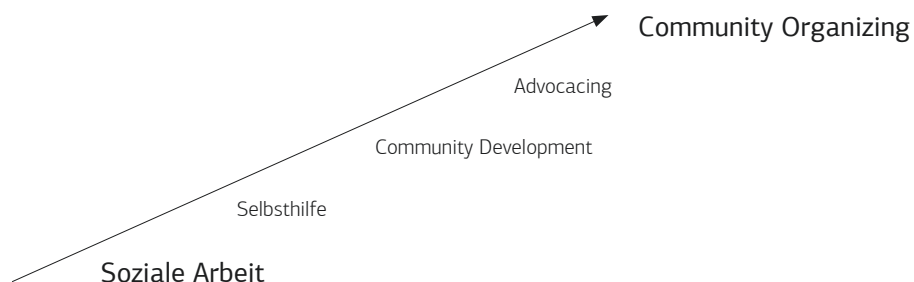 Community Organizing
Advocacing
Community Development
Selbsthilfe
Soziale Arbeit